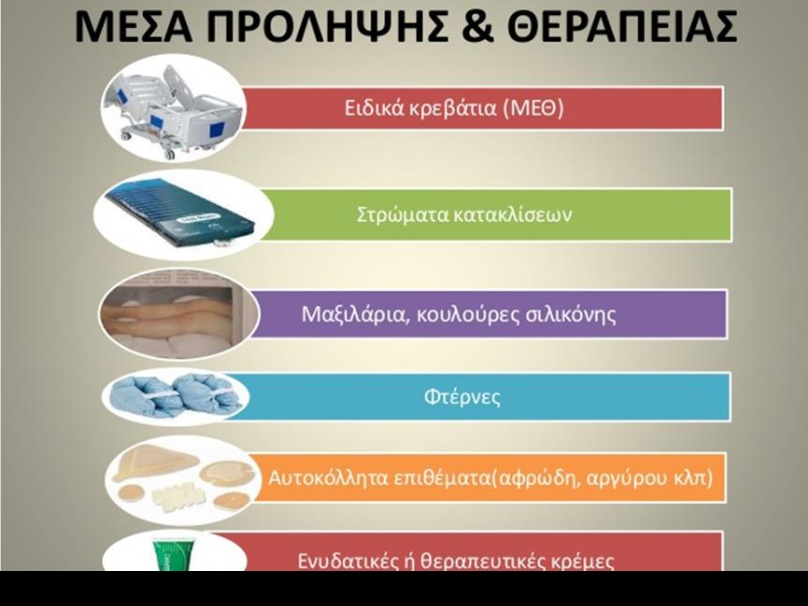 ΜΕΣΑ ΠΡΟΛΗΨΗΣ & ΘΕΡΑΠΕΙΑΣ
Ειδικά κρεβάτια (ΜΕΘ)
Στρώματα κατακλίσεων
Μαξιλάρια, κουλούρες σιλικόνης
Φτέρνες
Αυτοκόλλητα επιθέματα(αφρώδη, αργύρου κλπ)
Ενυδατικές ή θεραπευτικές κρέμες